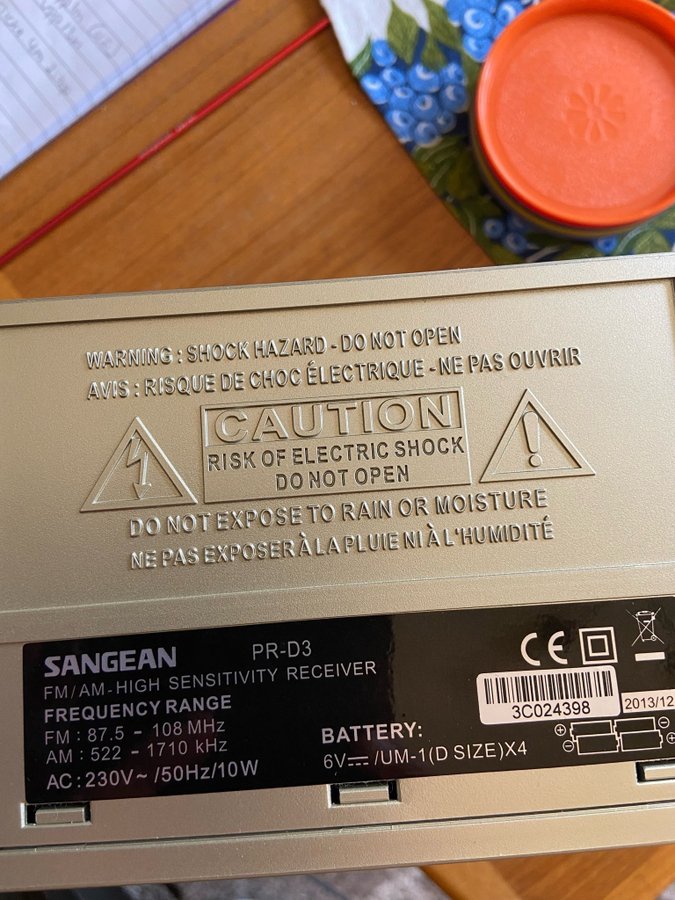 WARNING : SHOCK HAZARD - DO NOT OPEN
AVIS : RISQUE DE CHOC ÉLECTRIQUE - NE PAS OUVRIR
CAUTION
RISK OF ELECTRIC SHOCK
DO NOT OPEN
DO NOT EXPOSE TO RAIN OR MOISTURE
NE PAS EXPOSER À LA PLUIE NI À L'HUMIDITÉ
SANGEAN PR-D3
FM/AM-HIGH SENSITIVITY RECEIVER
FREQUENCY RANGE
FM : 87.5 - 108 MHz
AM : 522 - 1710 kHz
AC : 230V~ /50Hz/10W
BATTERY:
6V⎓ /UM-1(D SIZE)X4
CE
3C024398
2013/12